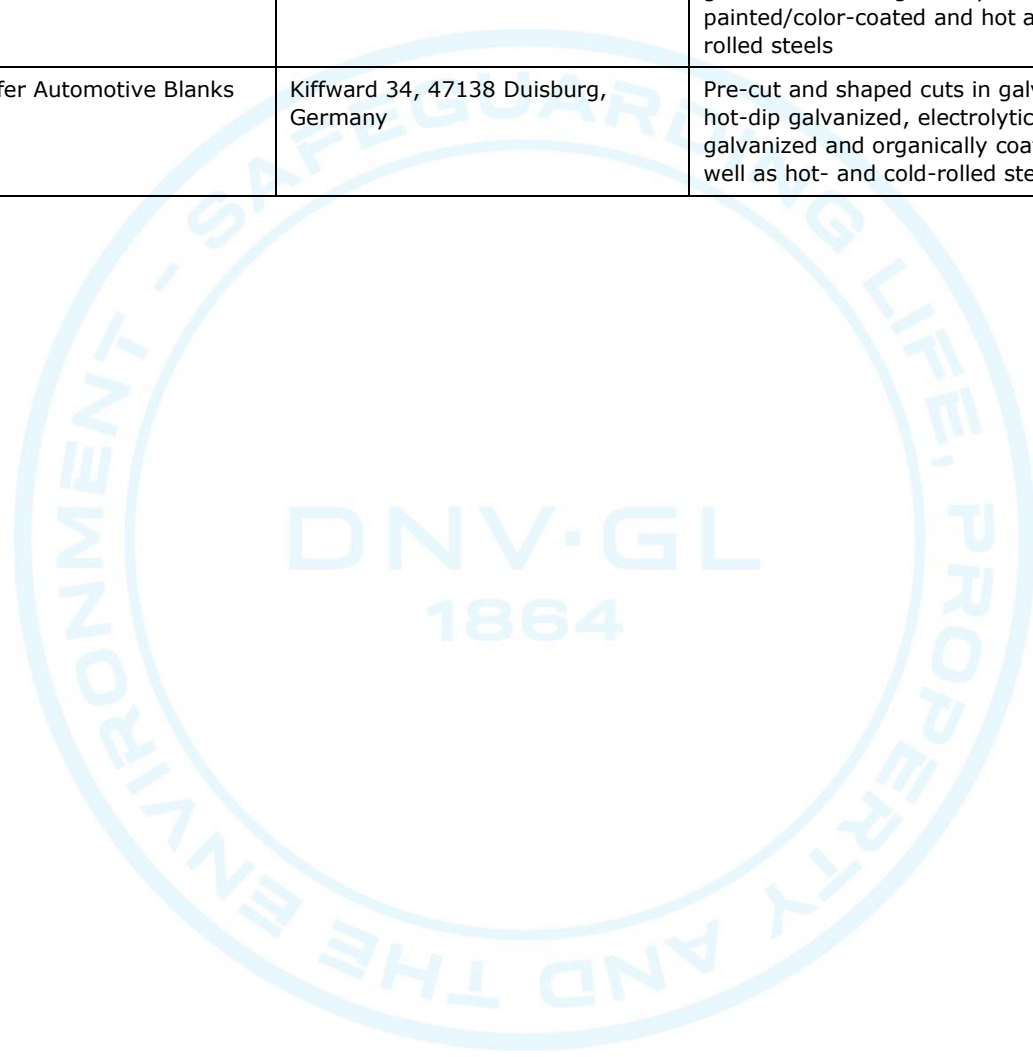 painted/color-coated and hot a
rolled steels
fer Automotive Blanks
Kiffward 34, 47138 Duisburg,
Germany
Pre-cut and shaped cuts in gal
hot-dip galvanized, electrolytic
galvanized and organically coa
well as hot- and cold-rolled ste
SAFEGUARDING LIFE, PROPERTY AND THE ENVIRONMENT -
DNV·GL
1864